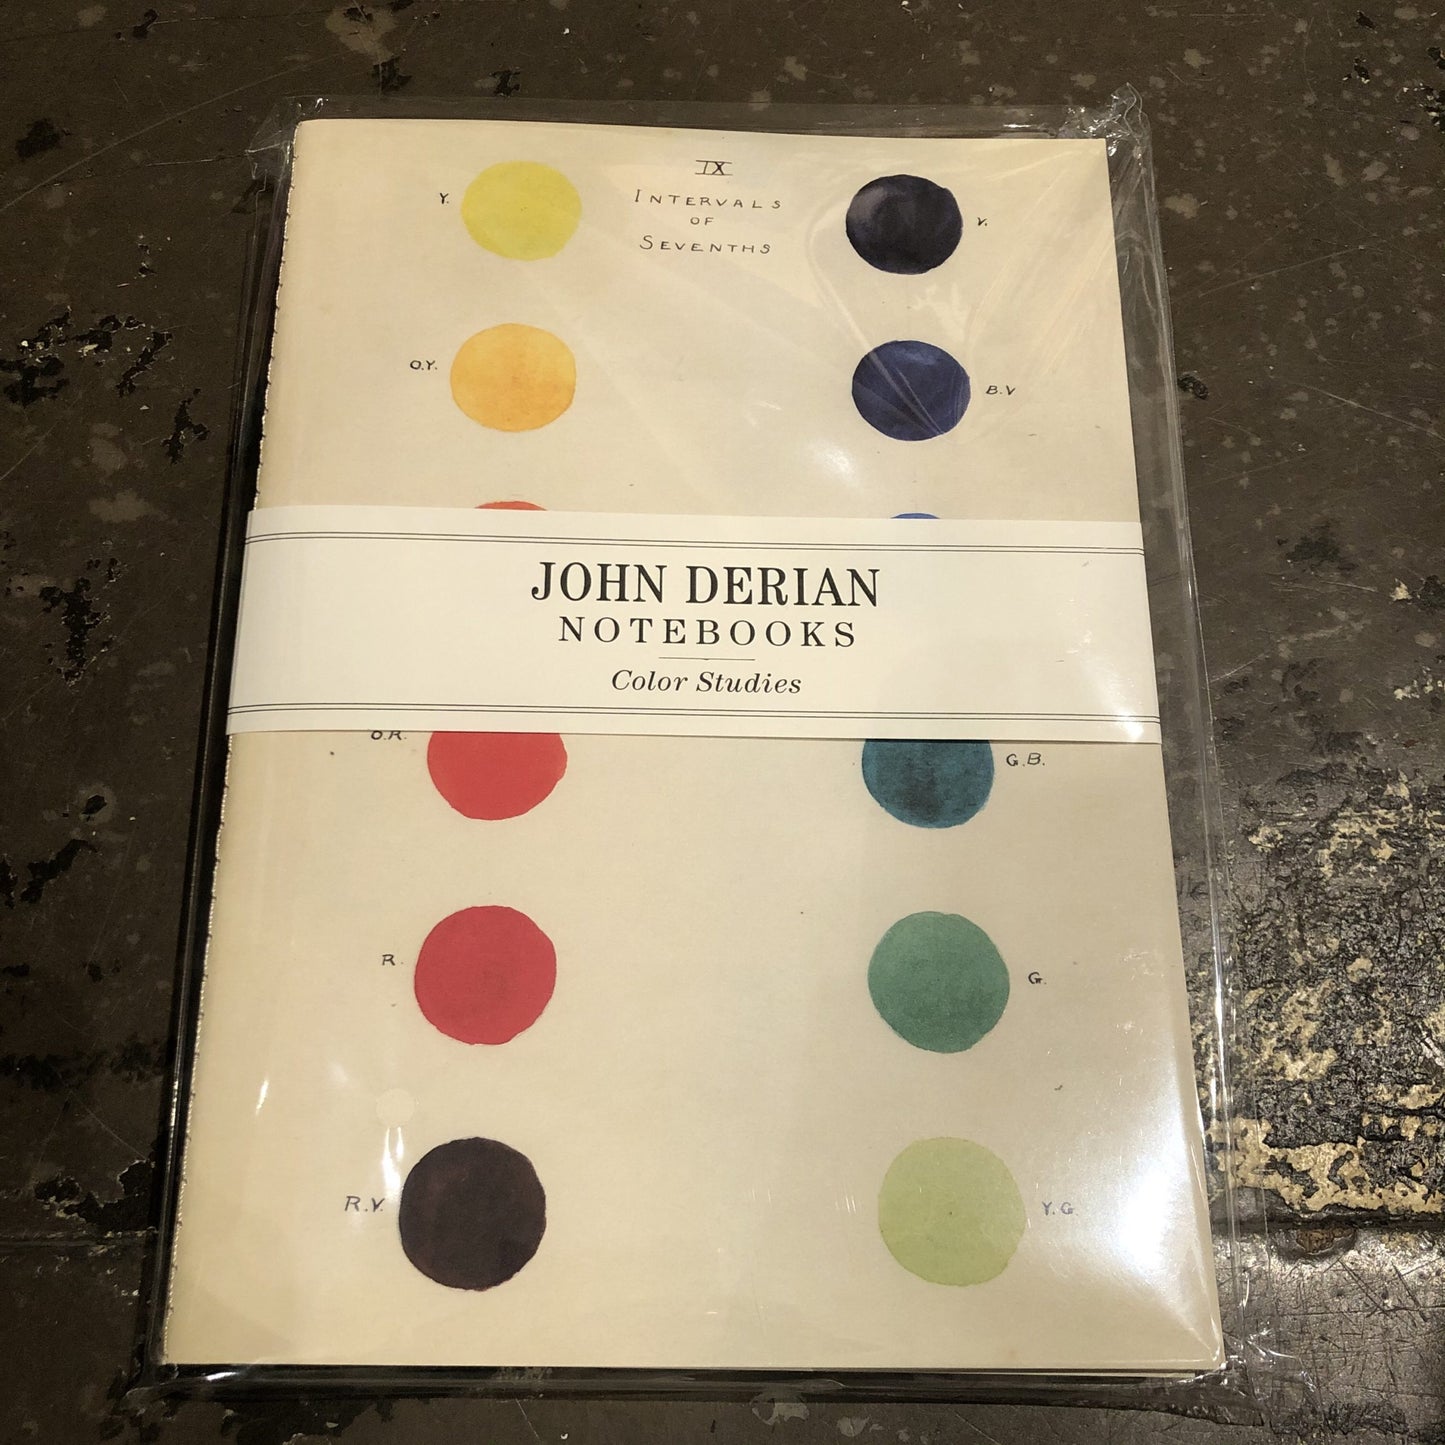 IX
Y.
INTERVALS
OF
SEVENTHS
V.
O.Y.
B.V
JOHN DERIAN
NOTEBOOKS
Color Studies
O.R.
G.B.
R.
G.
R.V.
Y.G.